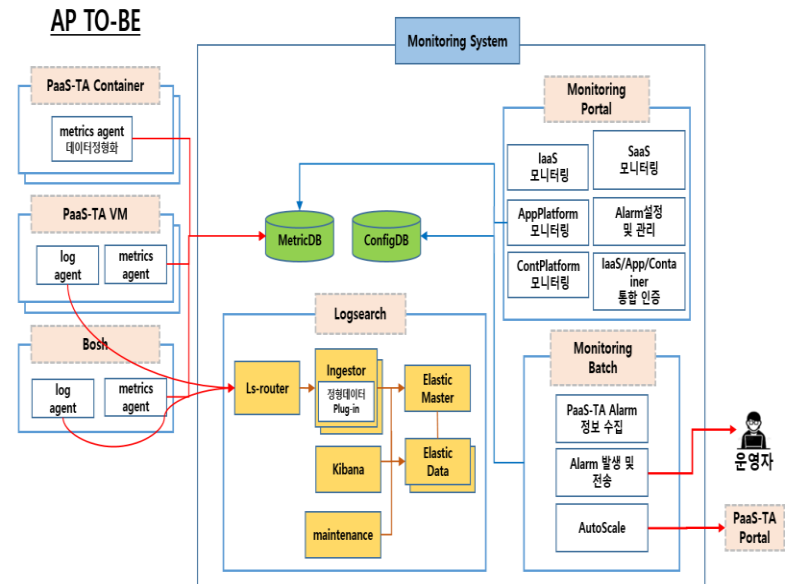 AP TO-BE
Monitoring System
PaaS-TA Container
metrics agent
데이터정형화
PaaS-TA VM
log
agent
metrics
agent
Bosh
log
agent
metrics
agent
MetricDB
ConfigDB
Logsearch
Ls-router
Ingestor
정형데이터
Plug-in
Elastic
Master
Kibana
Elastic
Data
maintenance
Monitoring
Portal
IaaS
모니터링
SaaS
모니터링
AppPlatform
모니터링
Alarm설정
및 관리
ContPlatform
모니터링
IaaS/App/Contai
ner
통합 인증
Monitoring
Batch
PaaS-TA Alarm
정보 수집
Alarm 발생 및
전송
AutoScale
운영자
PaaS-TA
Portal